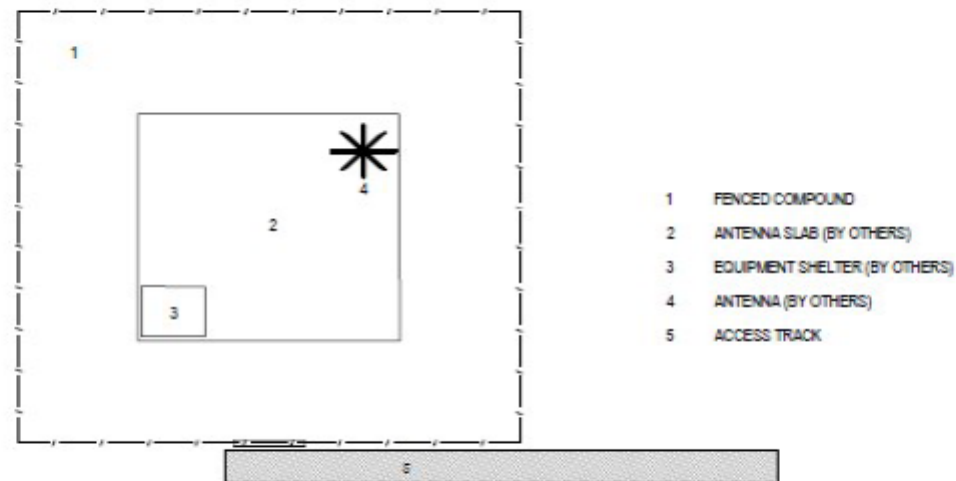 1
4
2
3
5
1 FENCED COMPOUND
2 ANTENNA SLAB (BY OTHERS)
3 EQUIPMENT SHELTER (BY OTHERS)
4 ANTENNA (BY OTHERS)
5 ACCESS TRACK